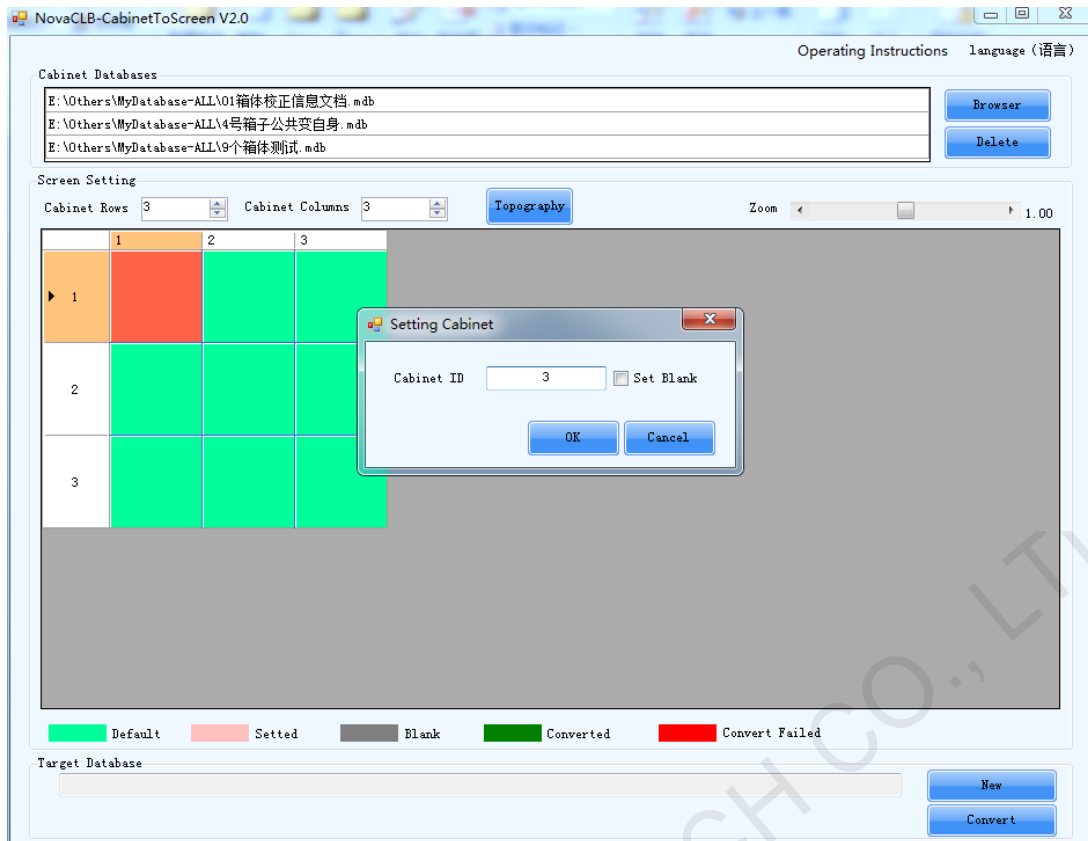 NovaCLB-CabinetToScreen V2.0
Operating Instructions language (语言)
Cabinet Databases
E:\Others\MyDatabase-ALL\01箱体校正信息文档.mdb
Browser
E:\Others\MyDatabase-ALL\4号箱子公共变自身.mdb
E:\Others\MyDatabase-ALL\9个箱体测试.mdb
Delete
Screen Setting
Cabinet Rows 3 Cabinet Columns 3 Topography Zoom 1.00
1 2 3
1
Setting Cabinet
Cabinet ID 3 Set Blank
2
OK Cancel
3
Default Setted Blank Converted Convert Failed
Target Database
New
Convert
CH CO., LT